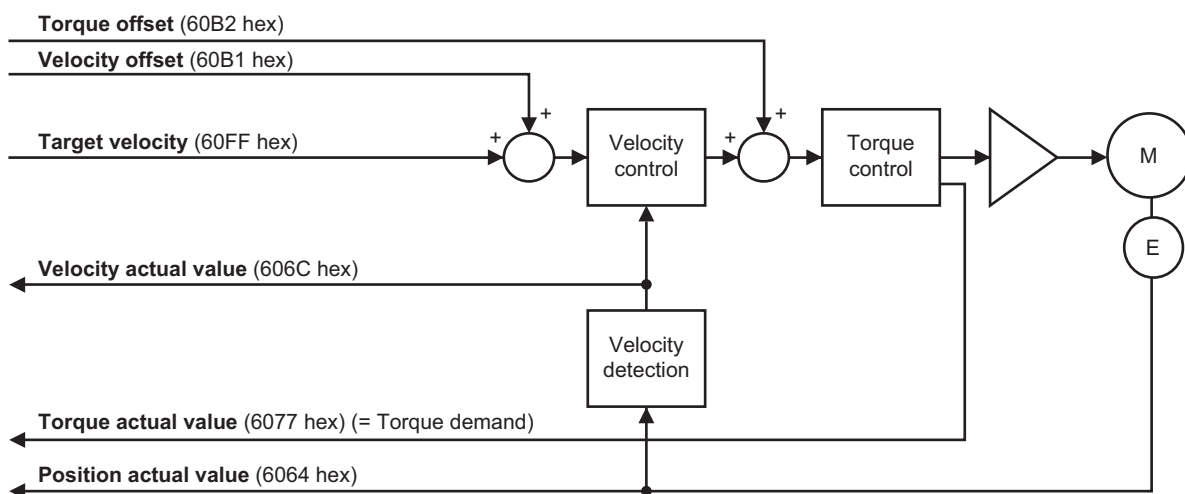 Torque offset (60B2 hex)
Velocity offset (60B1 hex)
+
+
+
+
Target velocity (60FF hex)
Velocity
control
Torque
control
M
E
Velocity actual value (606C hex)
Velocity
detection
Torque actual value (6077 hex) (= Torque demand)
Position actual value (6064 hex)